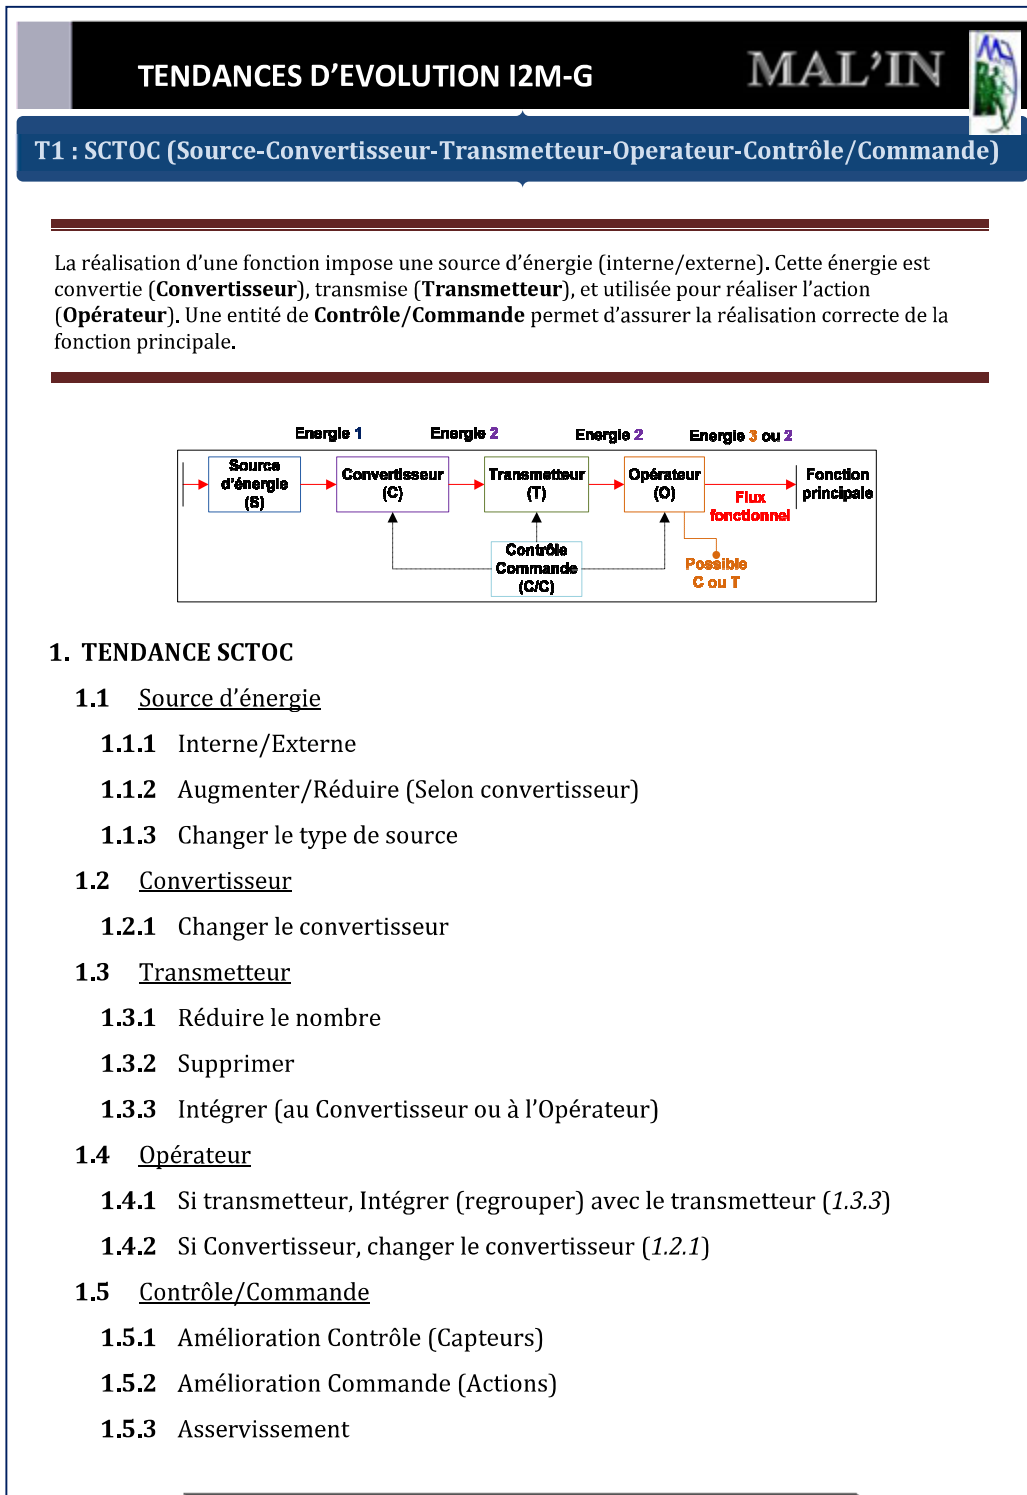 TENDANCES D’EVOLUTION I2M-G
MAL’IN
T1 : SCTOC (Source-Convertisseur-Transmetteur-Operateur-Contrôle/Commande)
La réalisation d’une fonction impose une source d’énergie (interne/externe). Cette énergie est
convertie (Convertisseur), transmise (Transmetteur), et utilisée pour réaliser l’action
(Opérateur). Une entité de Contrôle/Commande permet d’assurer la réalisation correcte de la
fonction principale.
Energie 1
Energie 2
Energie 2
Energie 3 ou 2
Source
d’énergie
(S)
Convertisseur
(C)
Transmetteur
(T)
Opérateur
(O)
Flux
fonctionnel
Fonction
principale
Contrôle
Commande
(C/C)
Possible
C ou T
1. TENDANCE SCTOC
1.1 Source d’énergie
1.1.1 Interne/Externe
1.1.2 Augmenter/Réduire (Selon convertisseur)
1.1.3 Changer le type de source
1.2 Convertisseur
1.2.1 Changer le convertisseur
1.3 Transmetteur
1.3.1 Réduire le nombre
1.3.2 Supprimer
1.3.3 Intégrer (au Convertisseur ou à l’Opérateur)
1.4 Opérateur
1.4.1 Si transmetteur, Intégrer (regrouper) avec le transmetteur (1.3.3)
1.4.2 Si Convertisseur, changer le convertisseur (1.2.1)
1.5 Contrôle/Commande
1.5.1 Amélioration Contrôle (Capteurs)
1.5.2 Amélioration Commande (Actions)
1.5.3 Asservissement